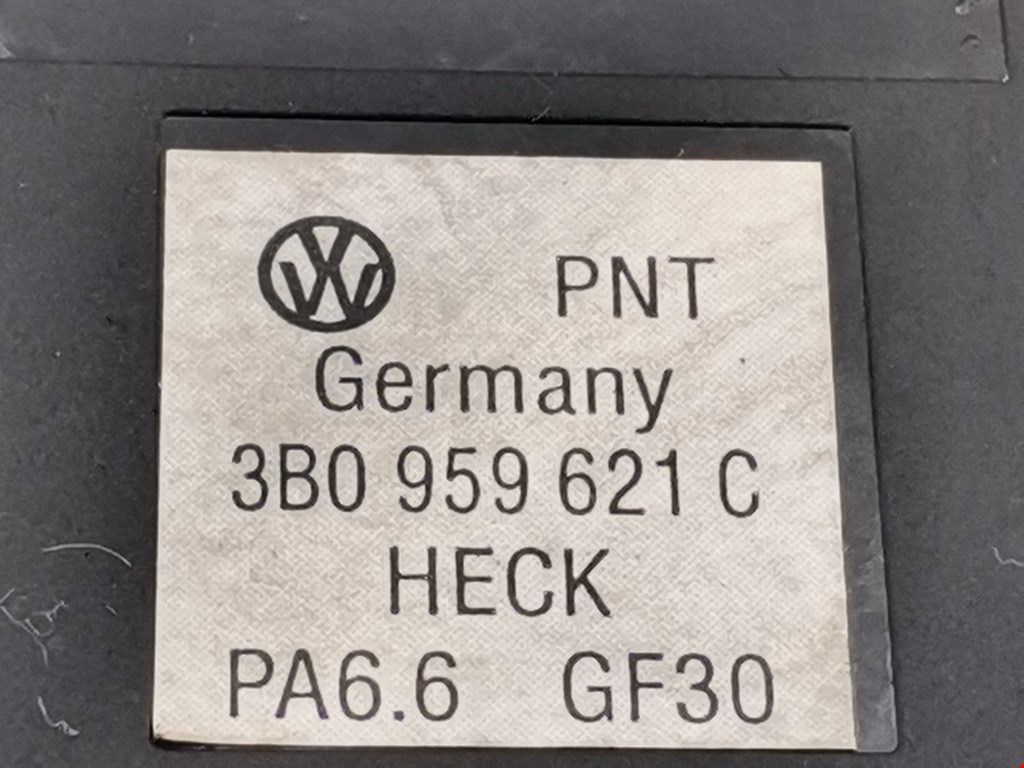 VW PNT
Germany
3B0 959 621 C
HECK
PA6.6 GF30